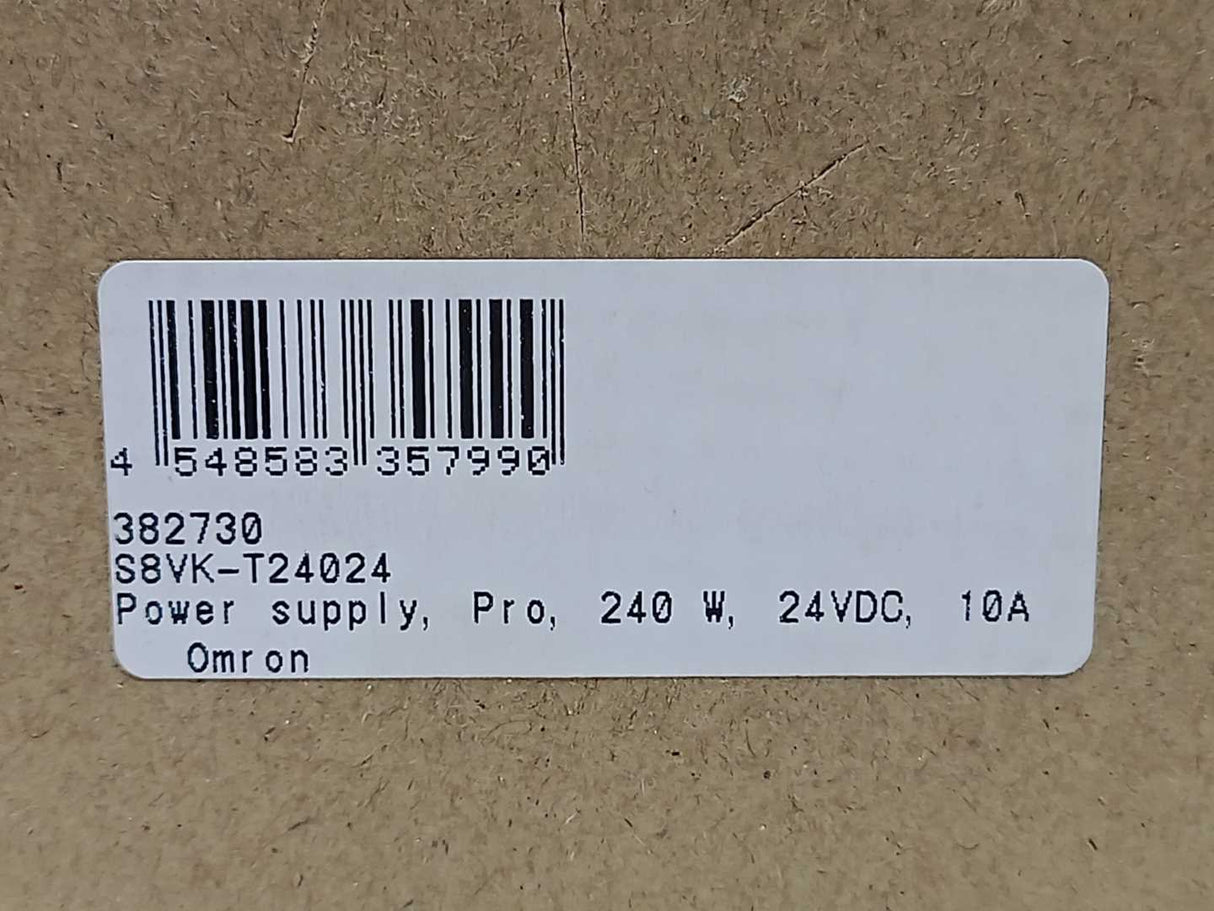 4 548583 357990
382730
S8VK-T24024
Power supply, Pro, 240 W, 24VDC, 10A
Omron